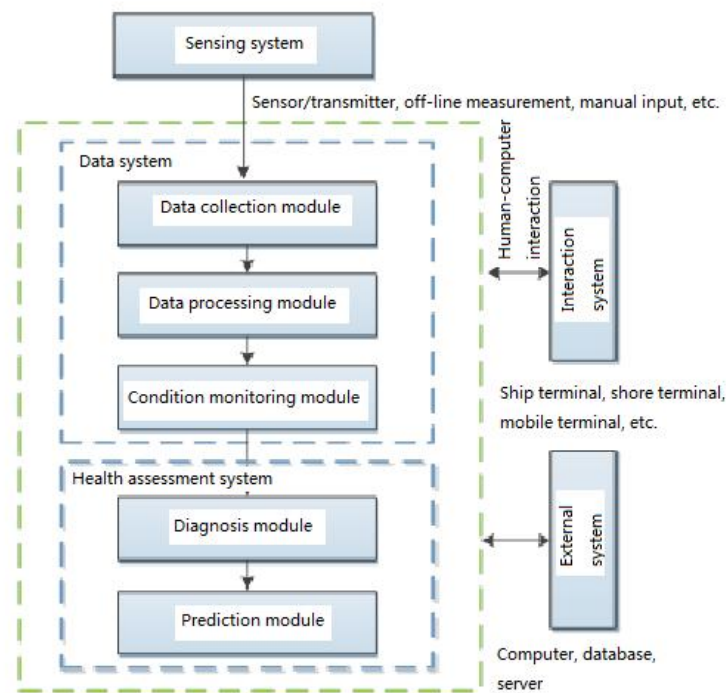 Sensing system
Sensor/transmitter, off-line measurement, manual input, etc.
Data system
Data collection module
Data processing module
Condition monitoring module
Health assessment system
Diagnosis module
Prediction module
Human-computer
interaction
Interaction
system
Ship terminal, shore terminal,
mobile terminal, etc.
External
system
Computer, database,
server